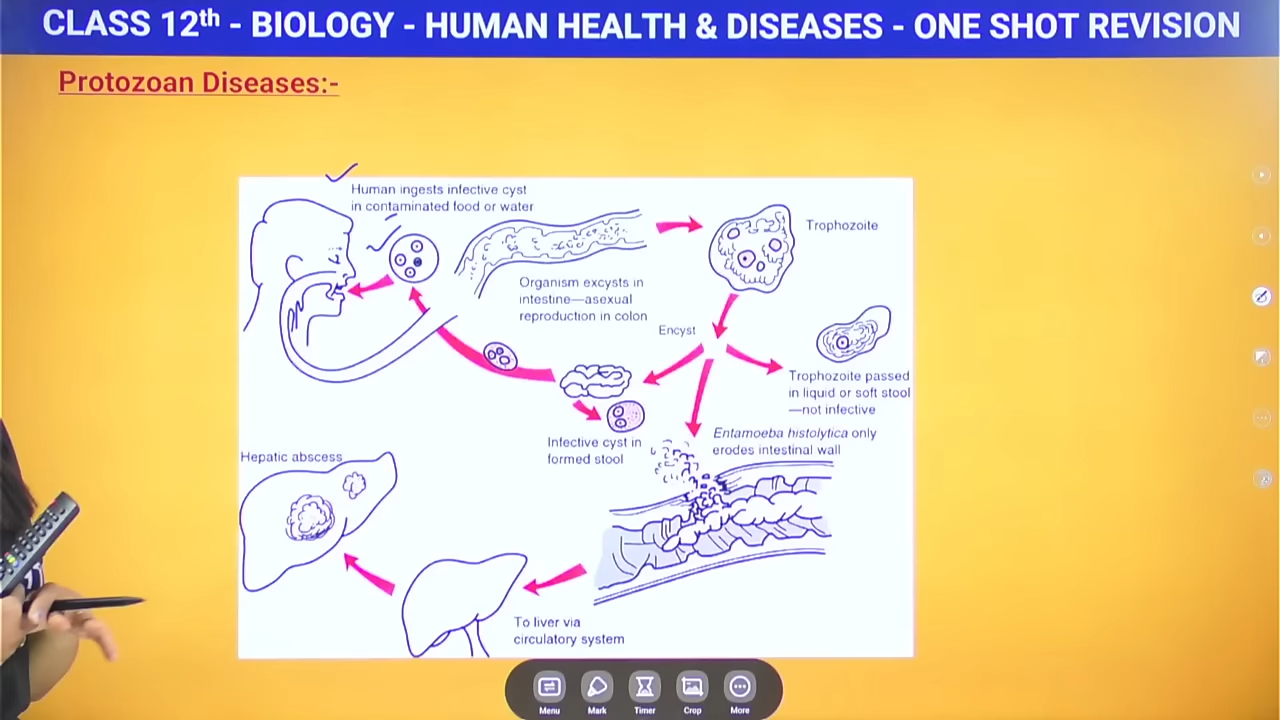 CLASS 12th - BIOLOGY - HUMAN HEALTH & DISEASES - ONE SHOT REVISION
Protozoan Diseases:-
Human ingests infective cyst
in contaminated food or water
Trophozoite
Organism excysts in
intestine—asexual
reproduction in colon
Encyst
Trophozoite passed
in liquid or soft stool
—not infective
Entamoeba histolytica only
erodes intestinal wall
Infective cyst in
formed stool
Hepatic abscess
To liver via
circulatory system
Menu
Mark
Timer
Crop
More